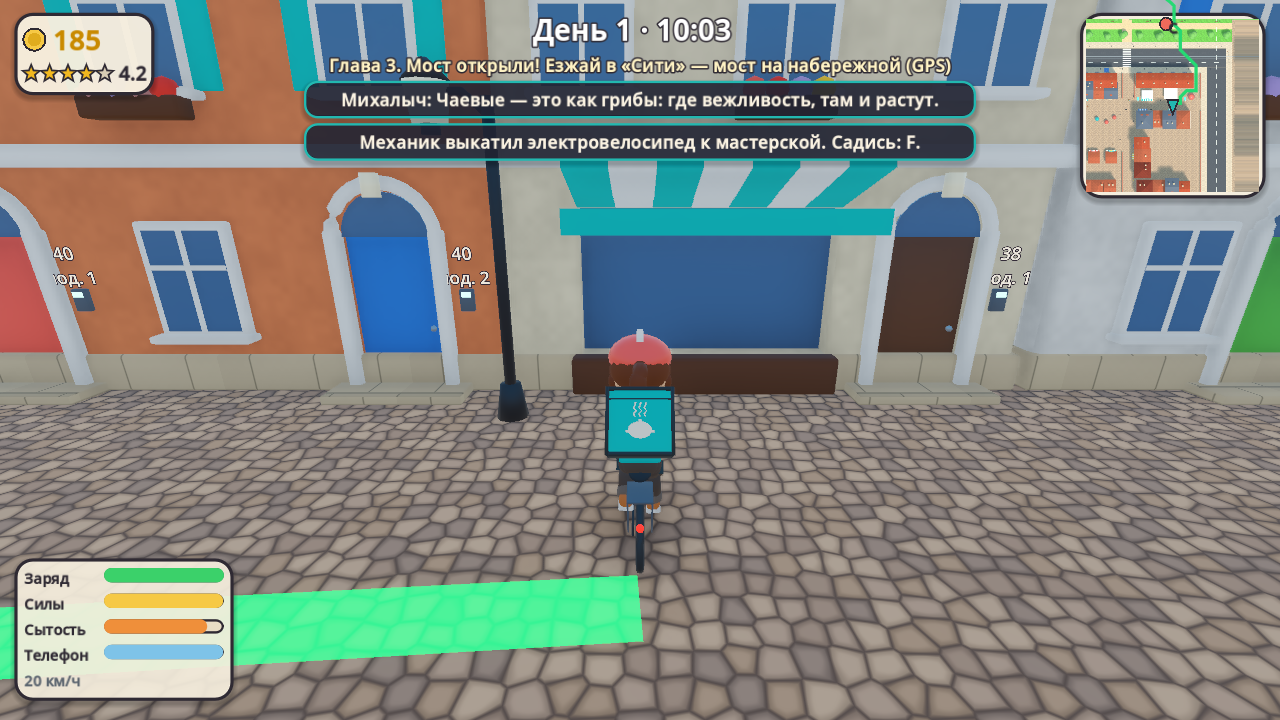 185
4.2
День 1 · 10:03
Глава 3. Мост открыли! Езжай в «Сити» — мост на набережной (GPS)
Михалыч: Чаевые — это как грибы: где вежливость, там и растут.
Механик выкатил электровелосипед к мастерской. Садись: F.
40
од. 1
40
од. 2
38
од. 1
Заряд
Силы
Сытость
Телефон
20 км/ч